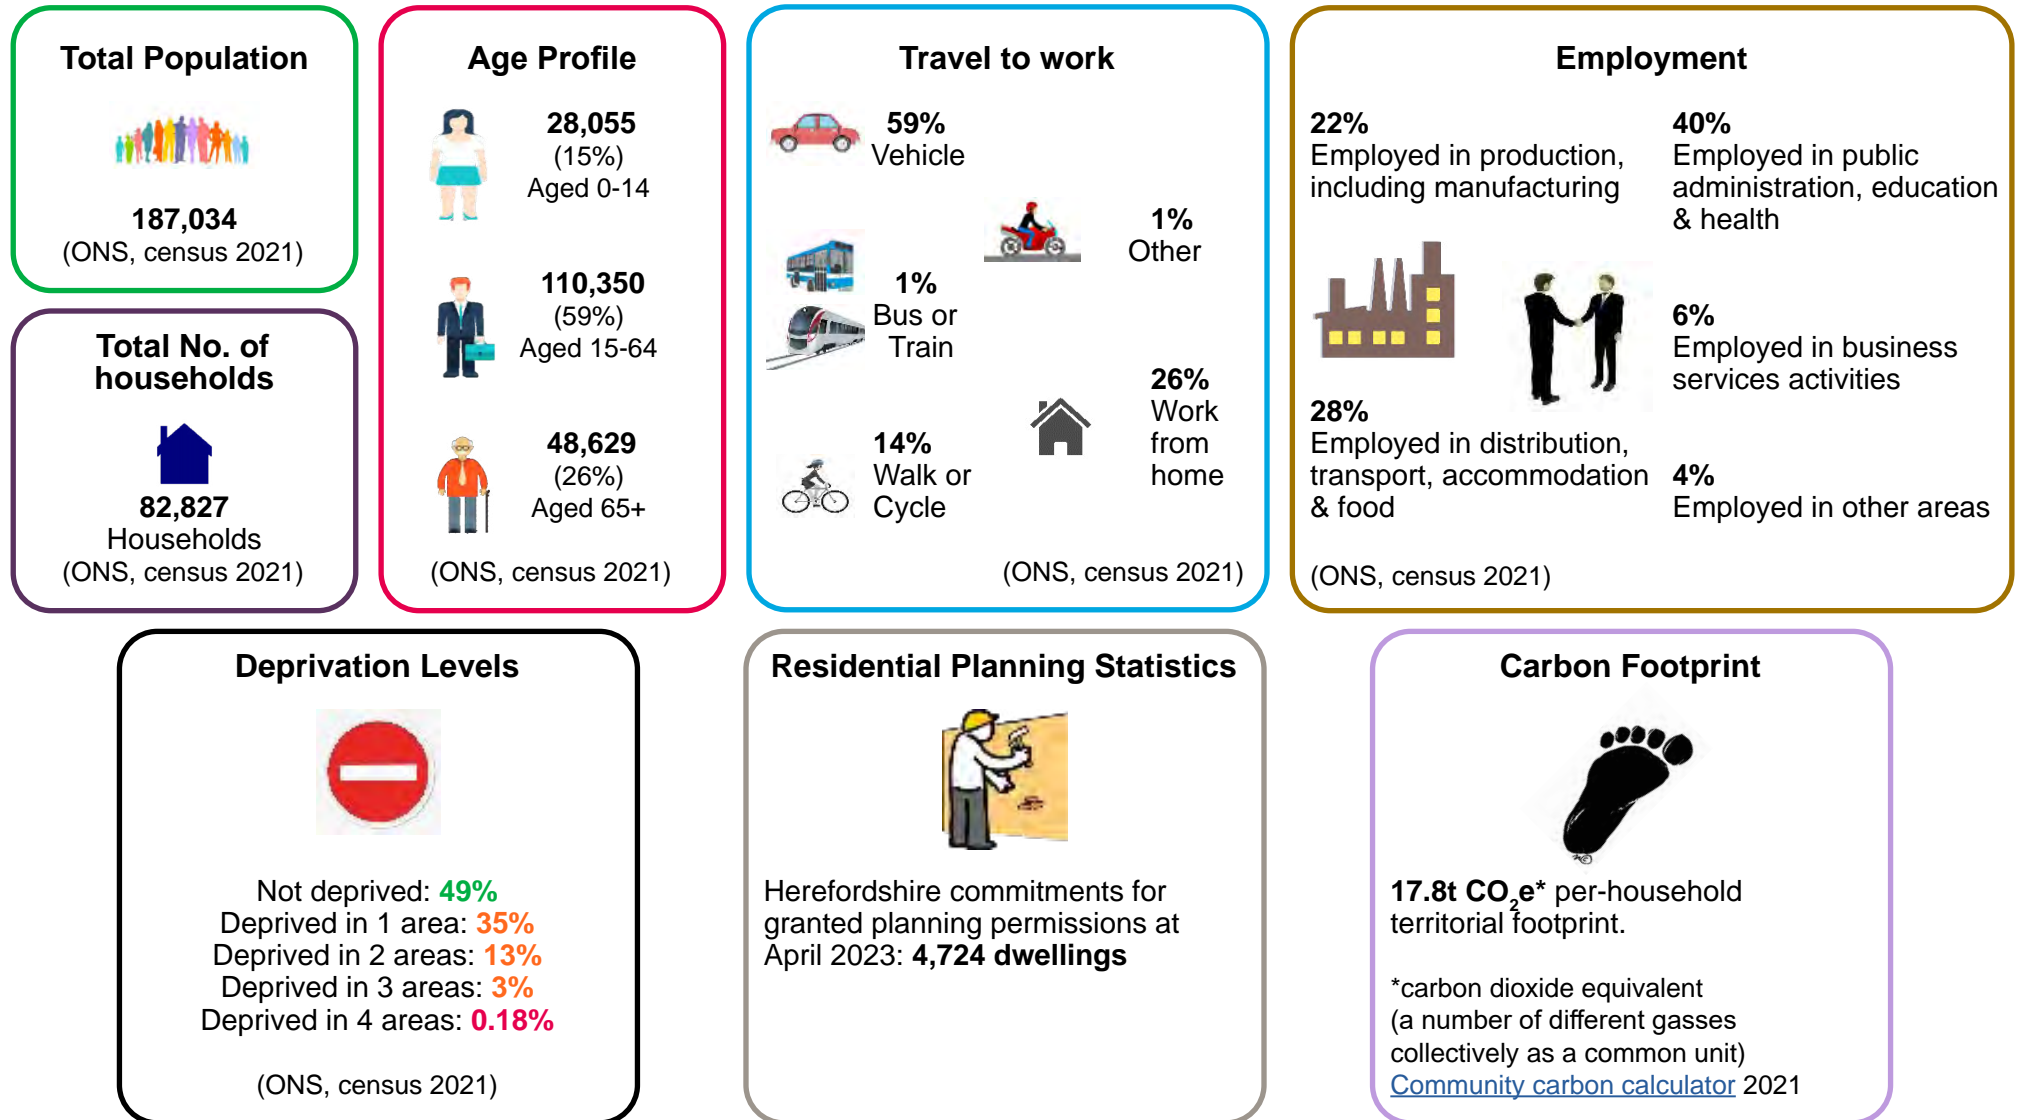 Total Population
187,034
(ONS, census 2021)
Total No. of
households
82,827
Households
(ONS, census 2021)
Age Profile
28,055
(15%)
Aged 0-14
110,350
(59%)
Aged 15-64
48,629
(26%)
Aged 65+
(ONS, census 2021)
Travel to work
59%
Vehicle
1%
Other
1%
Bus or
Train
26%
Work
from
home
14%
Walk or
Cycle
(ONS, census 2021)
Employment
22%
Employed in production,
including manufacturing
40%
Employed in public
administration, education
& health
6%
Employed in business
services activities
28%
Employed in distribution,
transport, accommodation
& food
4%
Employed in other areas
(ONS, census 2021)
Deprivation Levels
Not deprived: 49%
Deprived in 1 area: 35%
Deprived in 2 areas: 13%
Deprived in 3 areas: 3%
Deprived in 4 areas: 0.18%
(ONS, census 2021)
Residential Planning Statistics
Herefordshire commitments for
granted planning permissions at
April 2023: 4,724 dwellings
Carbon Footprint
17.8t CO₂e* per-household
territorial footprint.
*carbon dioxide equivalent
(a number of different gasses
collectively as a common unit)
Community carbon calculator 2021